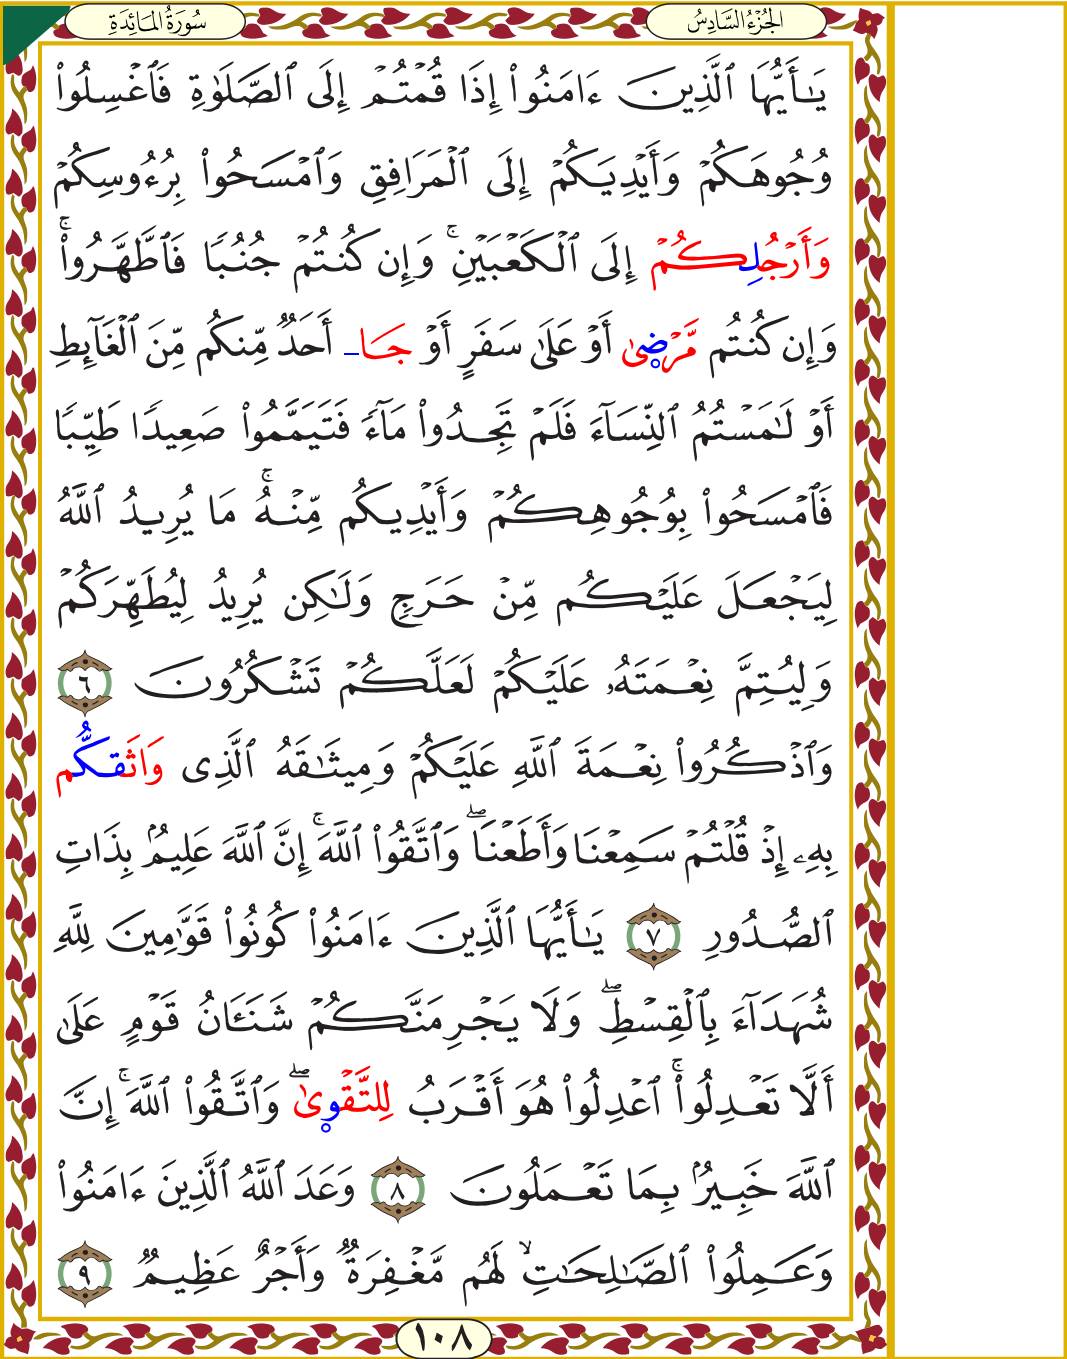 سُورَةُ المَائِدَةِ
الجُزْءُ السَّادِسُ
يَـٰٓأَيُّهَا ٱلَّذِينَ ءَامَنُوٓا۟ إِذَا قُمْتُمْ إِلَى ٱلصَّلَوٰةِ فَٱغْسِلُوا۟
وُجُوهَكُمْ وَأَيْدِيَكُمْ إِلَى ٱلْمَرَافِقِ وَٱمْسَحُوا۟ بِرُءُوسِكُمْ
وَأَرْجُلِكُمْ إِلَى ٱلْكَعْبَيْنِ ۚ وَإِن كُنتُمْ جُنُبًا فَٱطَّهَّرُوا۟ ۚ
وَإِن كُنتُم مَّرْضِىٰٓ أَوْ عَلَىٰ سَفَرٍ أَوْ جَا أَحَدٌ مِّنكُم مِّنَ ٱلْغَآئِطِ
أَوْ لَـٰمَسْتُمُ ٱلنِّسَآءَ فَلَمْ تَجِدُوا۟ مَآءً فَتَيَمَّمُوا۟ صَعِيدًا طَيِّبًا
فَٱمْسَحُوا۟ بِوُجُوهِكُمْ وَأَيْدِيكُم مِّنْهُ ۚ مَا يُرِيدُ ٱللَّهُ
لِيَجْعَلَ عَلَيْكُم مِّنْ حَرَجٍ وَلَـٰكِن يُرِيدُ لِيُطَهِّرَكُمْ
وَلِيُتِمَّ نِعْمَتَهُۥ عَلَيْكُمْ لَعَلَّكُمْ تَشْكُرُونَ ٦
وَٱذْكُرُوا۟ نِعْمَةَ ٱللَّهِ عَلَيْكُمْ وَمِيثَـٰقَهُ ٱلَّذِى وَاثَقكُّم
بِهِۦٓ إِذْ قُلْتُمْ سَمِعْنَا وَأَطَعْنَا ۖ وَٱتَّقُوا۟ ٱللَّهَ ۚ إِنَّ ٱللَّهَ عَلِيمٌۢ بِذَاتِ
ٱلصُّدُورِ ٧ يَـٰٓأَيُّهَا ٱلَّذِينَ ءَامَنُوا۟ كُونُوا۟ قَوَّٰمِينَ لِلَّهِ
شُهَدَآءَ بِٱلْقِسْطِ ۖ وَلَا يَجْرِمَنَّكُمْ شَنَـَٔانُ قَوْمٍ عَلَىٰٓ
أَلَّا تَعْدِلُوا۟ ۚ ٱعْدِلُوا۟ هُوَ أَقْرَبُ لِلتَّقْوِىٰ ۖ وَٱتَّقُوا۟ ٱللَّهَ ۚ إِنَّ
ٱللَّهَ خَبِيرٌۢ بِمَا تَعْمَلُونَ ٨ وَعَدَ ٱللَّهُ ٱلَّذِينَ ءَامَنُوا۟
وَعَمِلُوا۟ ٱلصَّـٰلِحَـٰتِ ۙ لَهُم مَّغْفِرَةٌ وَأَجْرٌ عَظِيمٌ ٩
١٠٨